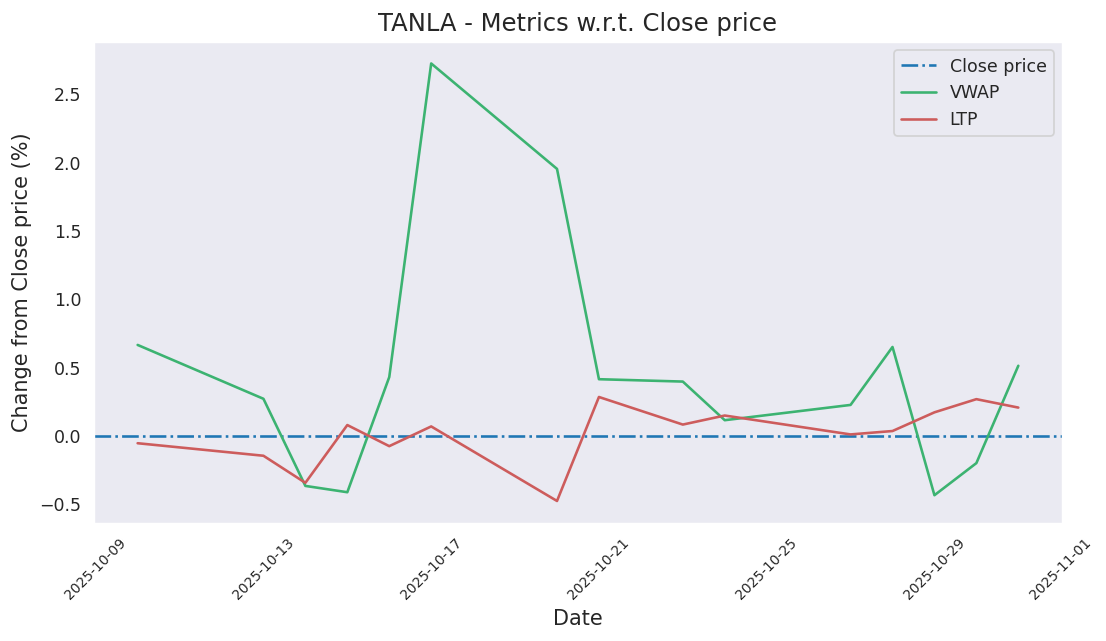 TANLA - Metrics w.r.t. Close price
Close price
VWAP
LTP
Change from Close price (%)
2.5
2.0
1.5
1.0
0.5
0.0
−0.5
2025-10-09
2025-10-13
2025-10-17
2025-10-21
2025-10-25
2025-10-29
2025-11-01
Date